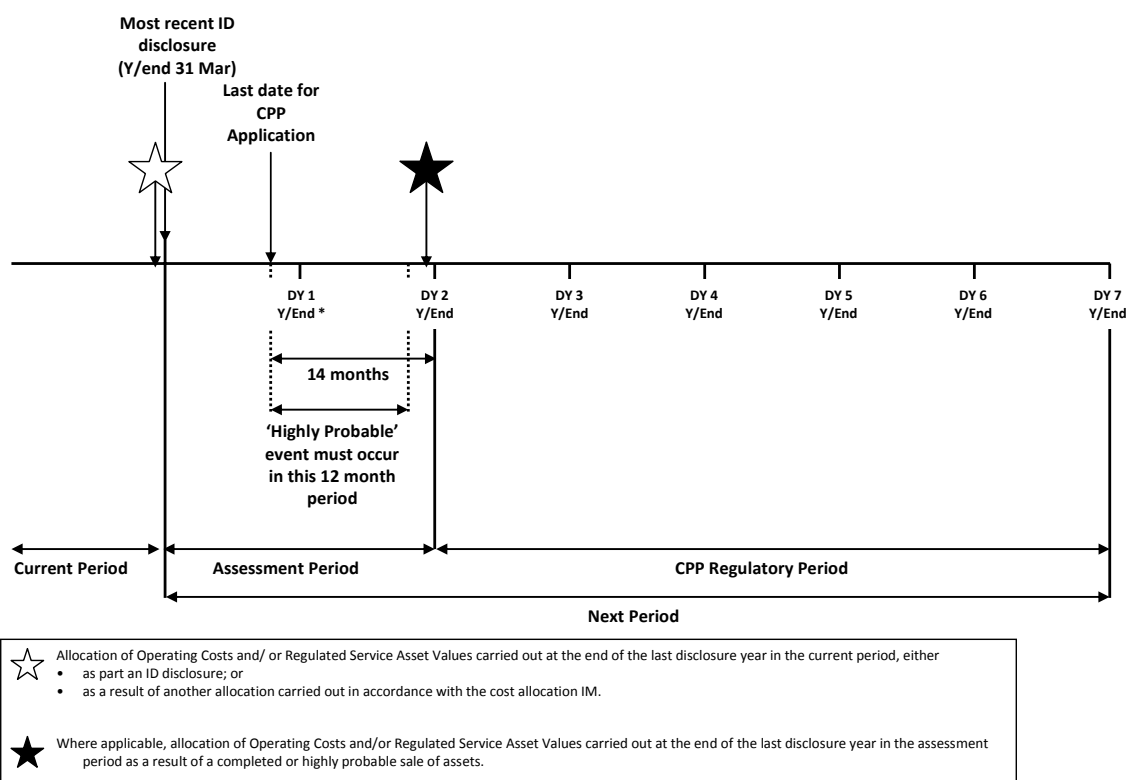 Most recent ID
disclosure
(Y/end 31 Mar)
Last date for
CPP
Application
DY 1
Y/End *
DY 2
Y/End
DY 3
Y/End
DY 4
Y/End
DY 5
Y/End
DY 6
Y/End
DY 7
Y/End
14 months
‘Highly Probable’
event must occur
in this 12 month
period
Current Period
Assessment Period
CPP Regulatory Period
Next Period
Allocation of Operating Costs and/ or Regulated Service Asset Values carried out at the end of the last disclosure year in the current period, either
• as part an ID disclosure; or
• as a result of another allocation carried out in accordance with the cost allocation IM.
Where applicable, allocation of Operating Costs and/or Regulated Service Asset Values carried out at the end of the last disclosure year in the assessment
period as a result of a completed or highly probable sale of assets.